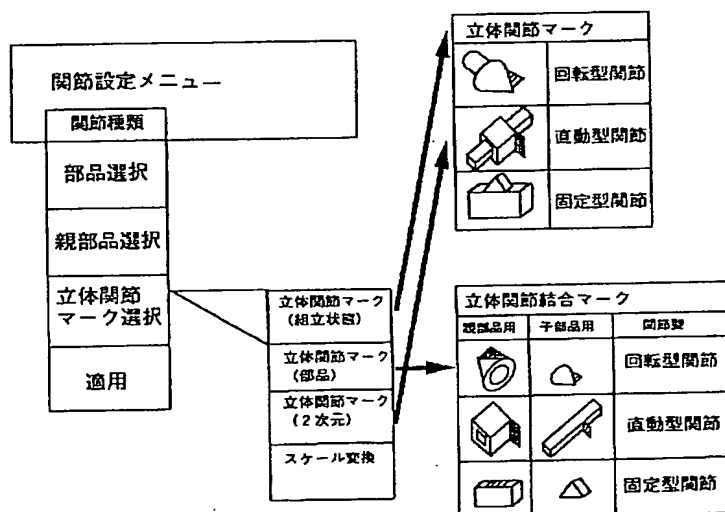 関節設定メニュー
関節種類
部品選択
親部品選択
立体関節
マーク選択
適用
立体関節マーク
(組立状態)
立体関節マーク
(部品)
立体関節マーク
(2次元)
スケール変換
立体関節マーク
回転型関節
直動型関節
固定型関節
立体関節結合マーク
親部品用 子部品用 関節型
回転型関節
直動型関節
固定型関節